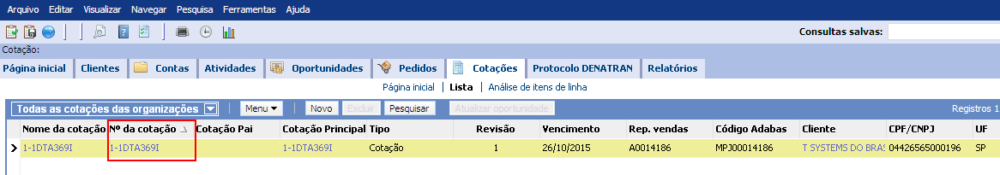 Arquivo Editar Visualizar Navegar Pesquisa Ferramentas Ajuda
Consultas salvas:
Cotação:
Página inicial Clientes Contas Atividades Oportunidades Pedidos Cotações Protocolo DENATRAN Relatórios
Página inicial | Lista | Análise de itens de linha
Todas as cotações das organizações Menu Novo Excluir Pesquisar Atualizar oportunidade Registros 1
Nome da cotação Nº da cotação Cotação Pai Cotação Principal Tipo Revisão Vencimento Rep. vendas Código Adabas Cliente CPF/CNPJ UF
1-1DTA369I 1-1DTA369I 1-1DTA369I Cotação 1 26/10/2015 A0014186 MPJ00014186 T SYSTEMS DO BRAS 04426565000196 SP